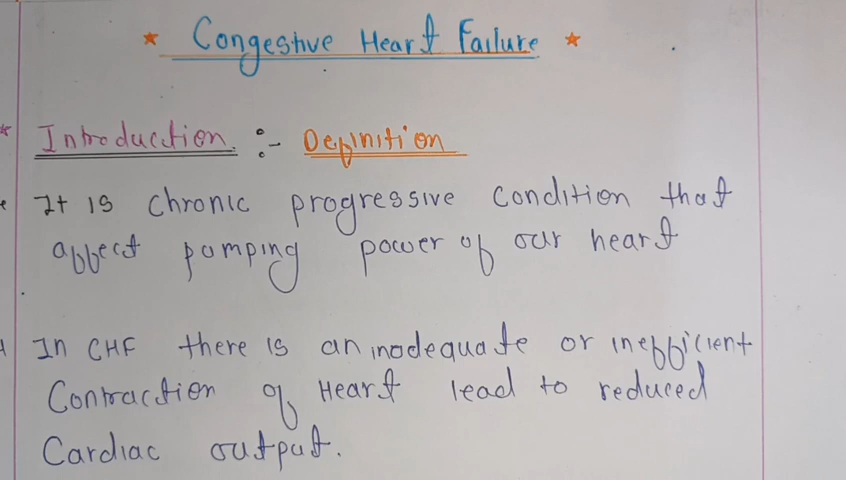 * Congestive Heart Failure *
* Introduction :- Definition
It is chronic progressive condition that
affect pumping power of our heart
In CHF there is an inadequate or inefficient
Contraction of Heart lead to reduced
Cardiac output.